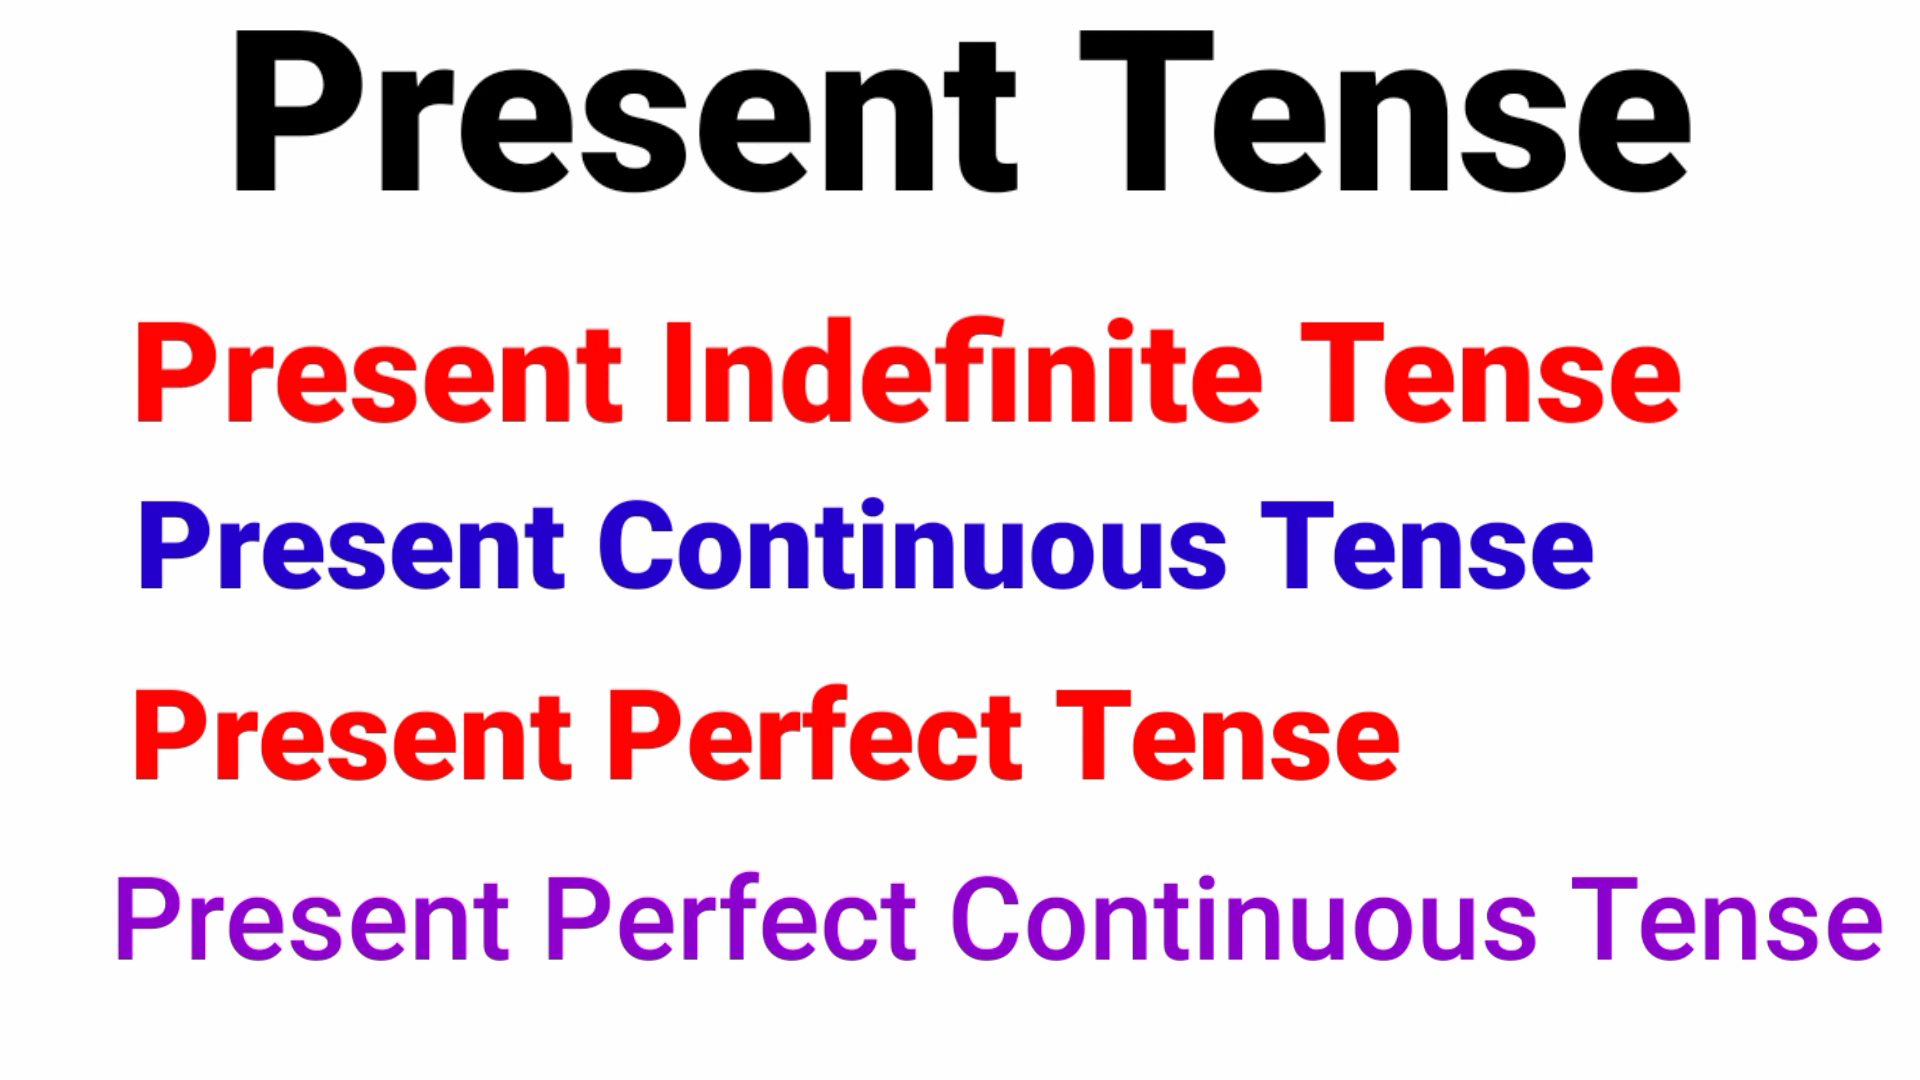 Present Tense
Present Indefinite Tense
Present Continuous Tense
Present Perfect Tense
Present Perfect Continuous Tense